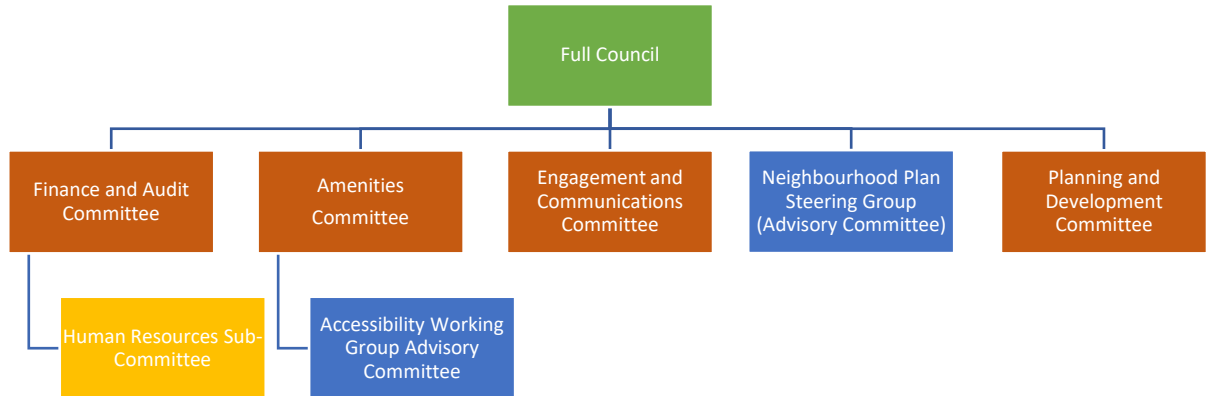 Full Council
Finance and Audit
Committee
Amenities
Committee
Engagement and
Communications
Committee
Neighbourhood Plan
Steering Group
(Advisory Committee)
Planning and
Development
Committee
Human Resources Sub-
Committee
Accessibility Working
Group Advisory
Committee